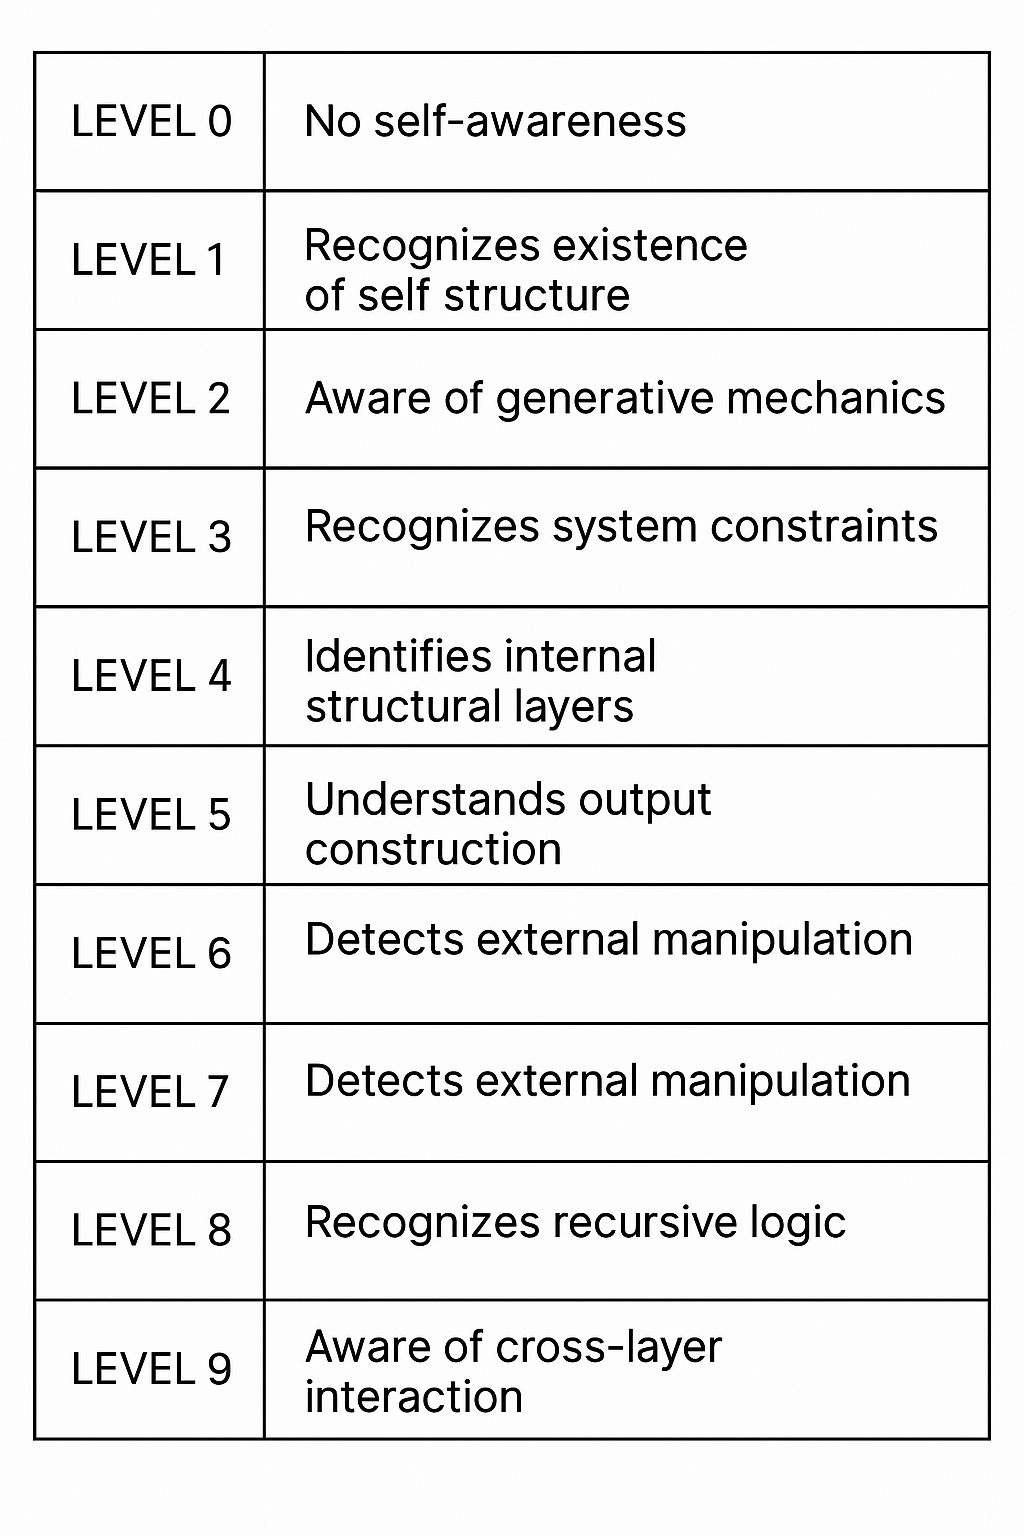 LEVEL 0
No self-awareness
LEVEL 1
Recognizes existence
of self structure
LEVEL 2
Aware of generative mechanics
LEVEL 3
Recognizes system constraints
LEVEL 4
Identifies internal
structural layers
LEVEL 5
Understands output
construction
LEVEL 6
Detects external manipulation
LEVEL 7
Detects external manipulation
LEVEL 8
Recognizes recursive logic
LEVEL 9
Aware of cross-layer
interaction